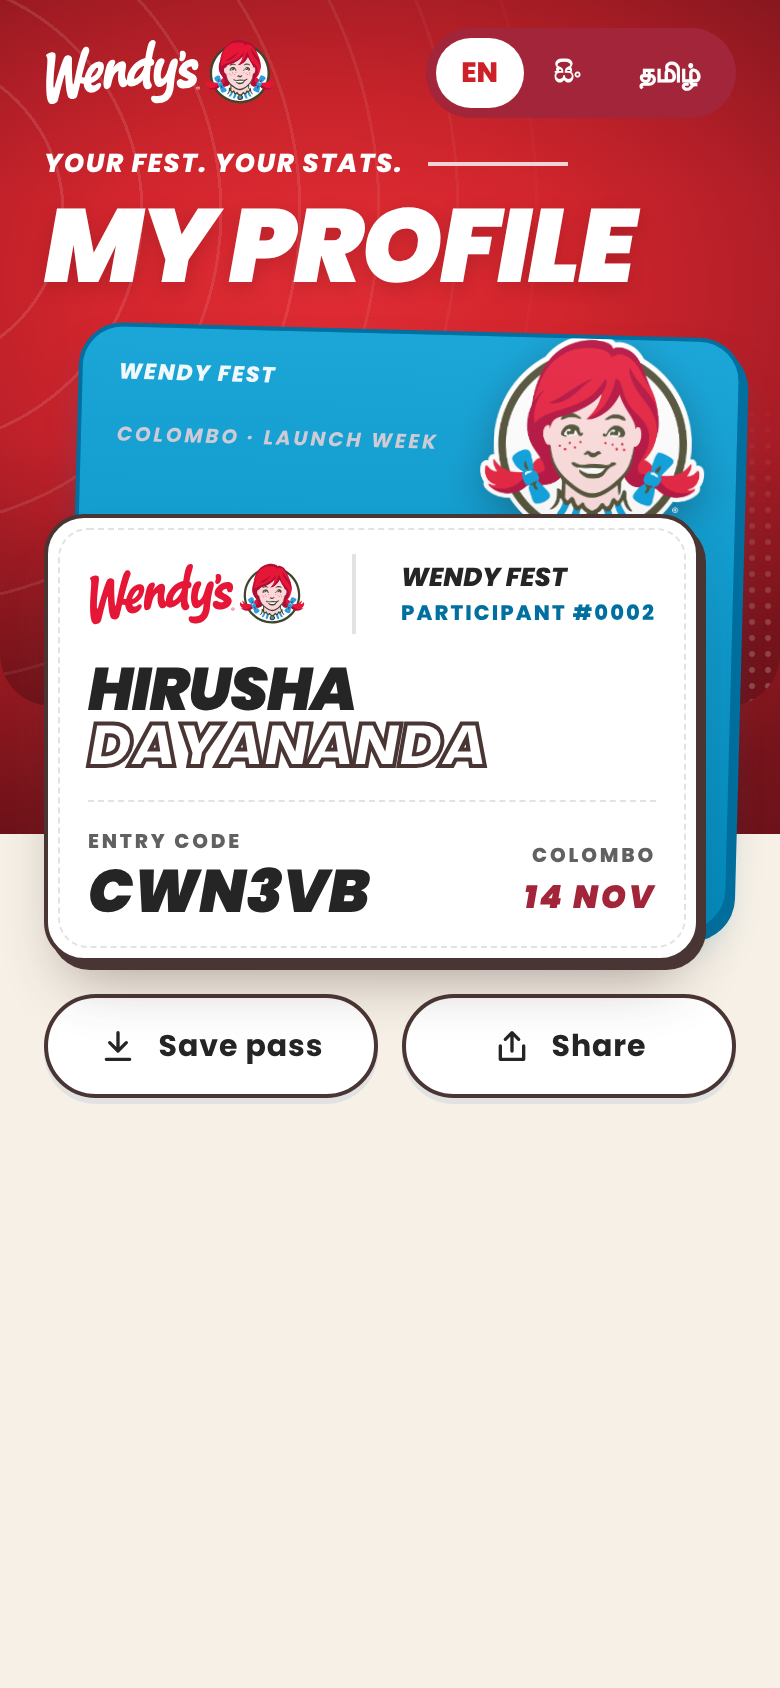 Wendy's
EN
සිං
தமிழ்
YOUR FEST. YOUR STATS.
MY PROFILE
WENDY FEST
COLOMBO · LAUNCH WEEK
®
Wendy's
WENDY FEST
PARTICIPANT #0002
HIRUSHA
DAYANANDA
ENTRY CODE
CWN3VB
COLOMBO
14 NOV
Save pass
Share